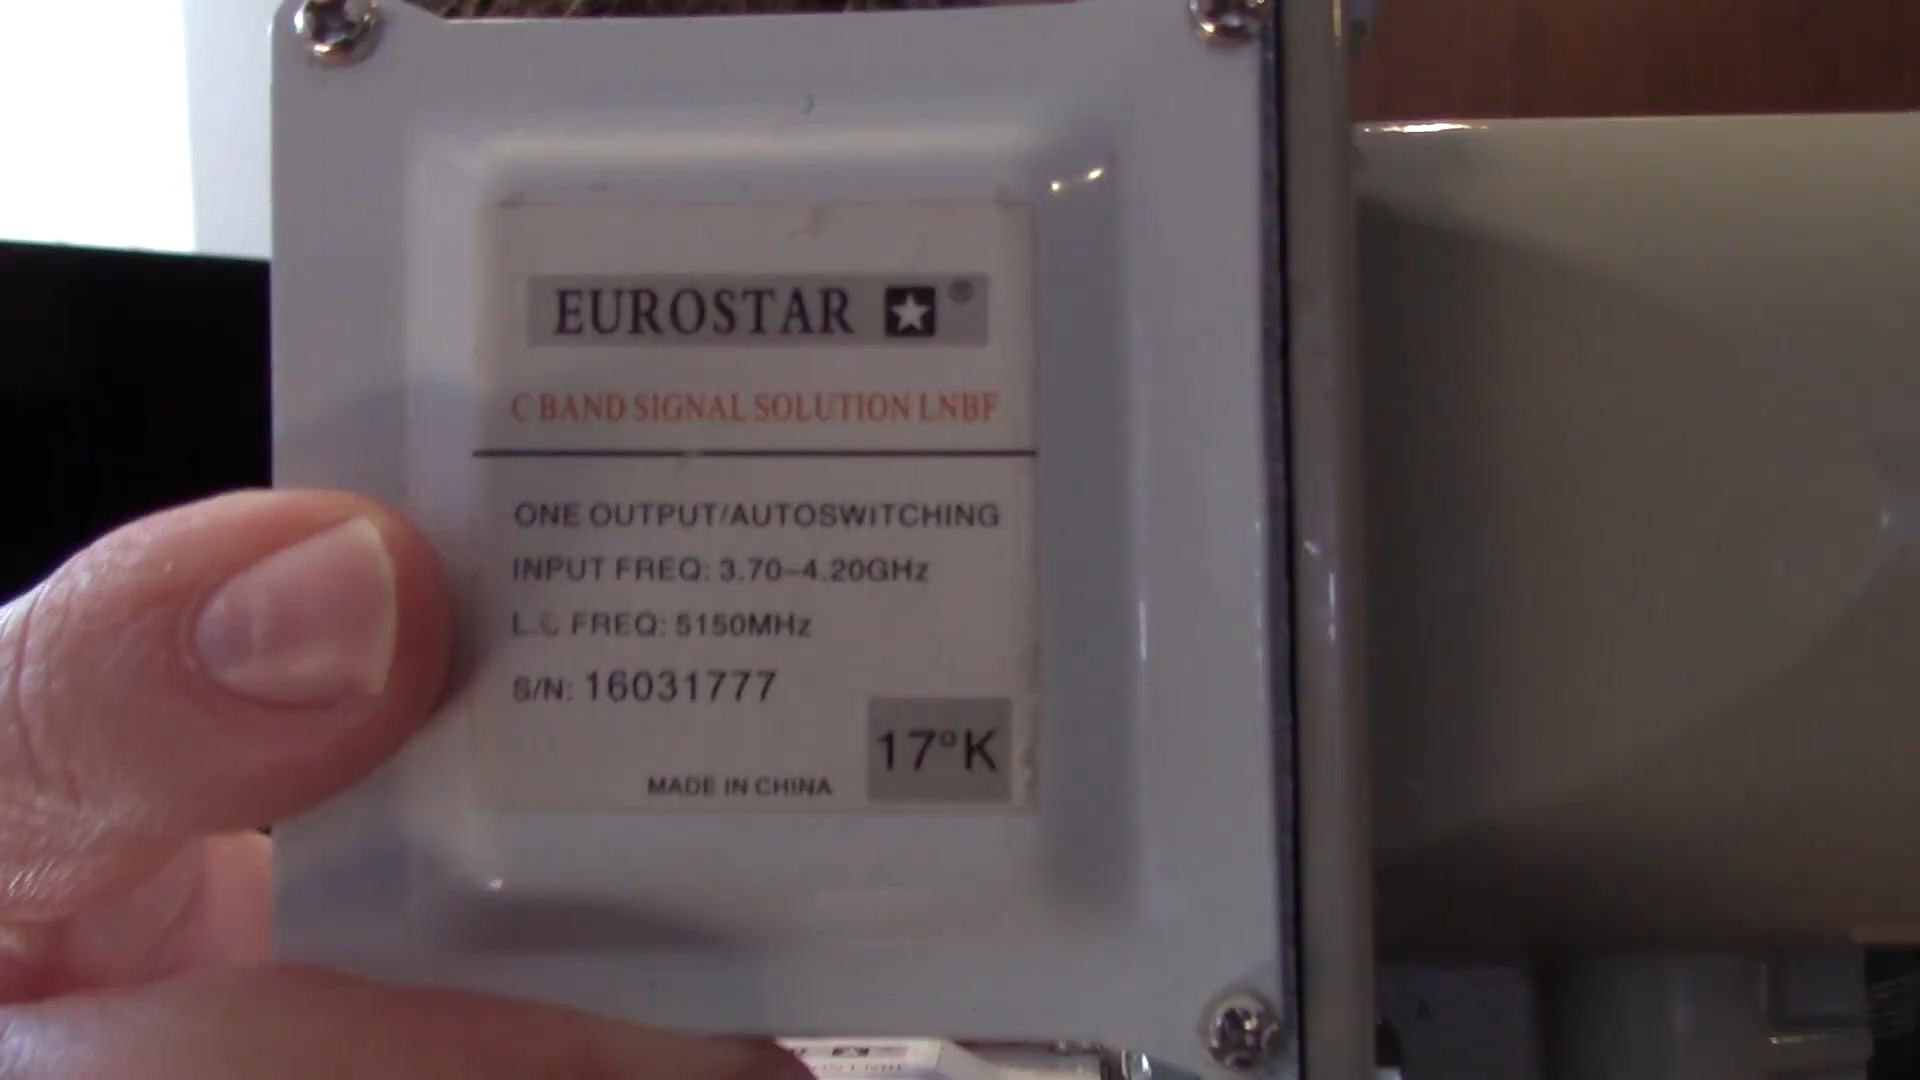 EUROSTAR ®
C BAND SIGNAL SOLUTION LNBF
ONE OUTPUT/AUTOSWITCHING
INPUT FREQ: 3.70–4.20GHz
L.O FREQ: 5150MHz
S/N: 16031777
17°K
MADE IN CHINA